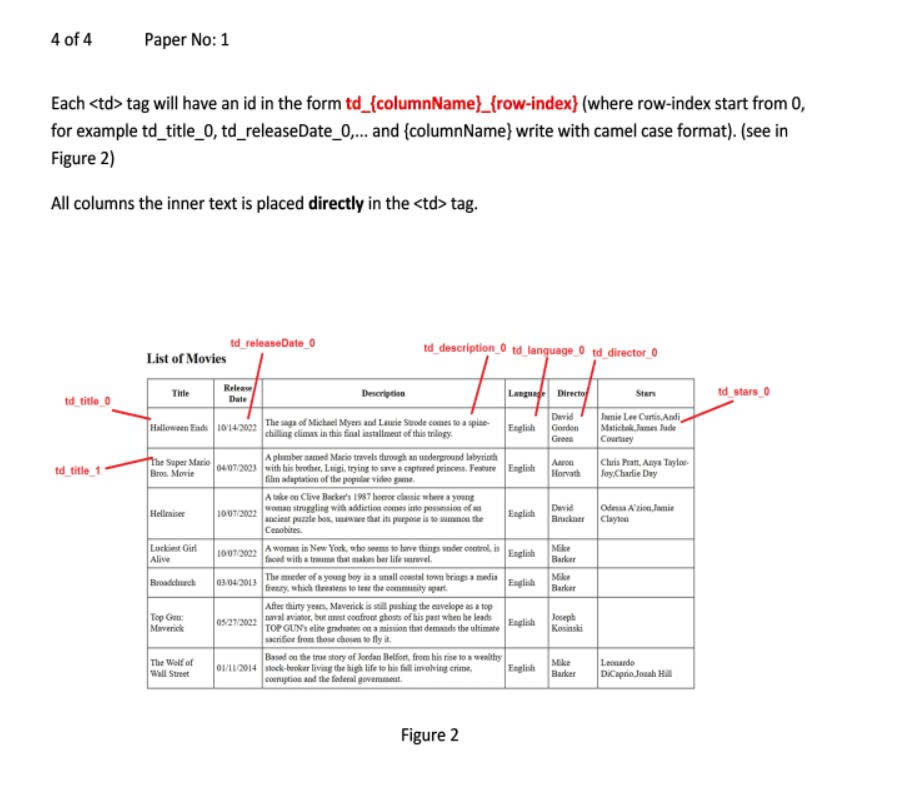 4 of 4 Paper No: 1
Each <td> tag will have an id in the form td_{columnName}_{row-index} (where row-index start from 0,
for example td_title_0, td_releaseDate_0,... and {columnName} write with camel case format). (see in
Figure 2)
All columns the inner text is placed directly in the <td> tag.
td_releaseDate_0
td_description_0 td_language_0 td_director_0
List of Movies
td_stars_0
td_title_0
td_title_1
Title
Release
Date
Description
Language
Director
Stars
Halloween Ends
10/14/2022
The saga of Michael Myers and Laurie Strode comes to a spine-
chilling climax in this final installment of this trilogy.
English
David
Gordon
Green
Jamie Lee Curtis,Andi
Matichak,James Jude
Courtney
The Super Mario
Bros. Movie
04/07/2023
A plumber named Mario travels through an underground labyrinth
with his brother, Luigi, trying to save a captured princess. Feature
film adaptation of the popular video game.
English
Aaron
Horvath
Chris Pratt, Anya Taylor-
Joy,Charlie Day
Hellraiser
10/07/2022
A take on Clive Barker's 1987 horror classic where a young
woman struggling with addiction comes into possession of an
ancient puzzle box, unaware that its purpose is to summon the
Cenobites.
English
David
Bruckner
Odessa A'zion,Jamie
Clayton
Luckiest Girl
Alive
10/07/2022
A woman in New York, who seems to have things under control, is
faced with a trauma that makes her life unravel.
English
Mike
Barker
Broadchurch
03/04/2013
The murder of a young boy in a small coastal town brings a media
frenzy, which threatens to tear the community apart.
English
Mike
Barker
Top Gun:
Maverick
05/27/2022
After thirty years, Maverick is still pushing the envelope as a top
naval aviator, but must confront ghosts of his past when he leads
TOP GUN's elite graduates on a mission that demands the ultimate
sacrifice from those chosen to fly it.
English
Joseph
Kosinski
The Wolf of
Wall Street
01/11/2014
Based on the true story of Jordan Belfort, from his rise to a wealthy
stock-broker living the high life to his fall involving crime,
corruption and the federal government.
English
Mike
Barker
Leonardo
DiCaprio,Jonah Hill
Figure 2